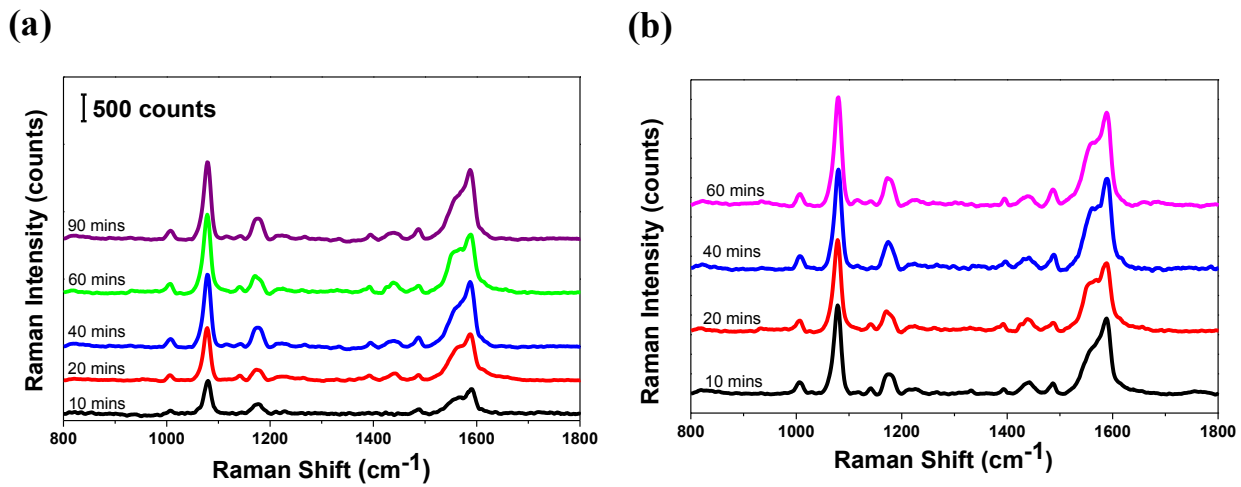 (a)
500 counts
90 mins
60 mins
40 mins
20 mins
10 mins
800 1000 1200 1400 1600 1800
Raman Shift (cm-1)
Raman Intensity (counts)
(b)
60 mins
40 mins
20 mins
10 mins
800 1000 1200 1400 1600 1800
Raman Shift (cm-1)
Raman Intensity (counts)